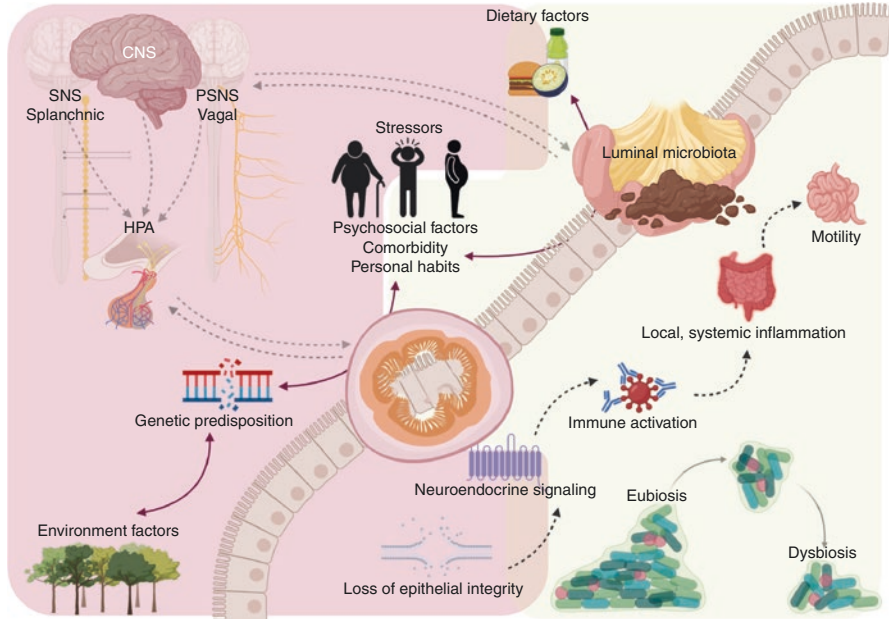 Dietary factors
CNS
SNS
Splanchnic
PSNS
Vagal
Stressors
Luminal microbiota
HPA
Psychosocial factors
Comorbidity
Personal habits
Motility
Local, systemic inflammation
Genetic predisposition
Immune activation
Neuroendocrine signaling
Eubiosis
Environment factors
Dysbiosis
Loss of epithelial integrity